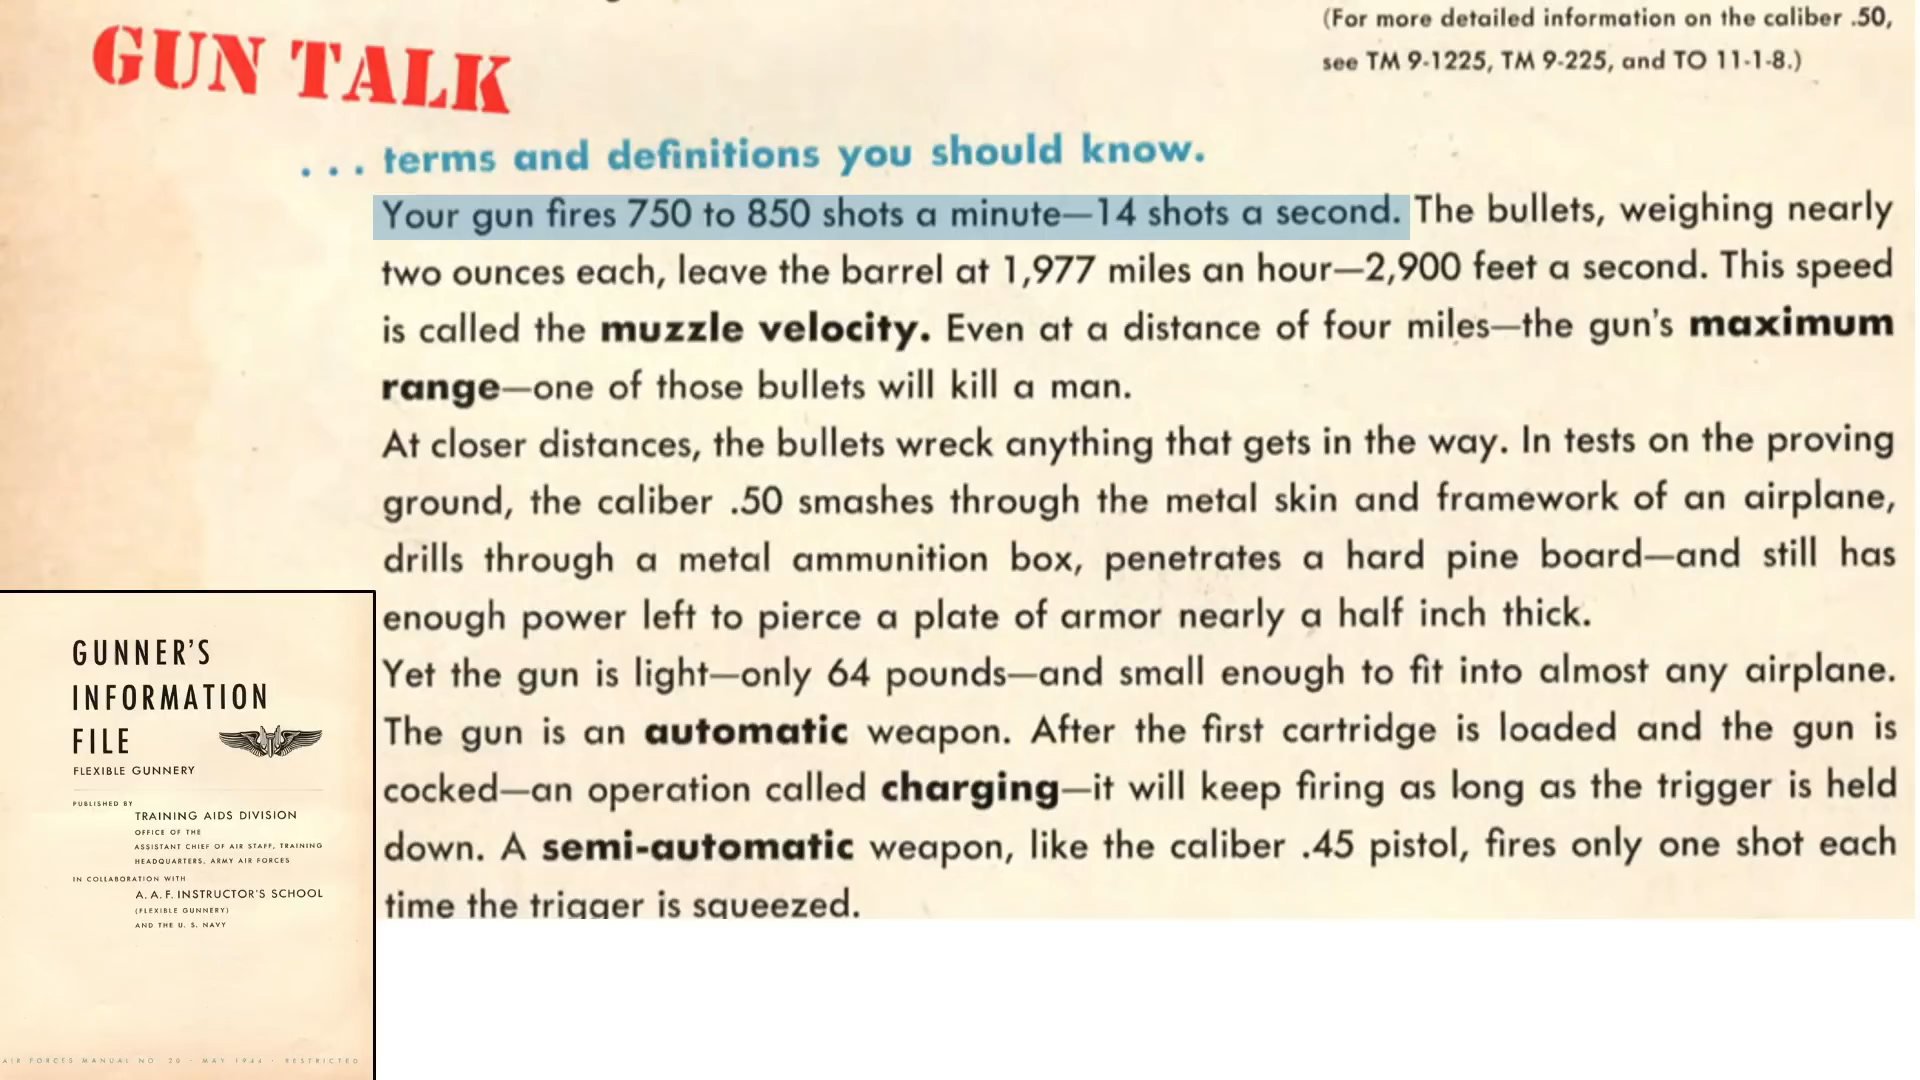 (For more detailed information on the caliber .50,
see TM 9-1225, TM 9-225, and TO 11-1-8.)
GUN TALK
. . . terms and definitions you should know.
Your gun fires 750 to 850 shots a minute—14 shots a second. The bullets, weighing nearly
two ounces each, leave the barrel at 1,977 miles an hour—2,900 feet a second. This speed
is called the muzzle velocity. Even at a distance of four miles—the gun's maximum
range—one of those bullets will kill a man.
At closer distances, the bullets wreck anything that gets in the way. In tests on the proving
ground, the caliber .50 smashes through the metal skin and framework of an airplane,
drills through a metal ammunition box, penetrates a hard pine board—and still has
enough power left to pierce a plate of armor nearly a half inch thick.
Yet the gun is light—only 64 pounds—and small enough to fit into almost any airplane.
The gun is an automatic weapon. After the first cartridge is loaded and the gun is
cocked—an operation called charging—it will keep firing as long as the trigger is held
down. A semi-automatic weapon, like the caliber .45 pistol, fires only one shot each
time the trigger is squeezed.
GUNNER'S
INFORMATION
FILE
FLEXIBLE GUNNERY
PUBLISHED BY
TRAINING AIDS DIVISION
OFFICE OF THE
ASSISTANT CHIEF OF AIR STAFF, TRAINING
HEADQUARTERS, ARMY AIR FORCES
IN COLLABORATION WITH
A. A. F. INSTRUCTOR'S SCHOOL
(FLEXIBLE GUNNERY)
AND THE U. S. NAVY
AIR FORCES MANUAL NO. 20 · MAY 1944 · RESTRICTED